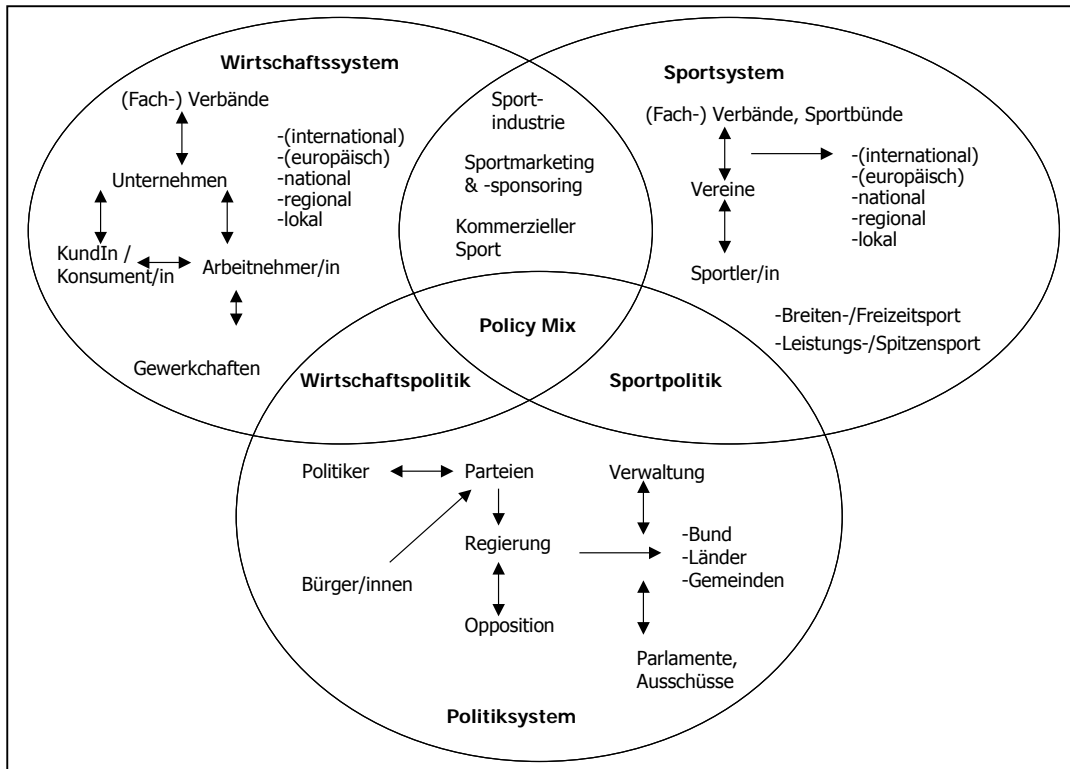 Wirtschaftssystem
(Fach-) Verbände
-(international)
-(europäisch)
-national
-regional
-lokal
Unternehmen
KundIn /
Konsument/in
Arbeitnehmer/in
Gewerkchaften
Sport-
industrie
Sportmarketing
& -sponsoring
Kommerzieller
Sport
Sportsystem
(Fach-) Verbände, Sportbünde
-(international)
-(europäisch)
-national
-regional
-lokal
Vereine
Sportler/in
-Breiten-/Freizeitsport
-Leistungs-/Spitzensport
Policy Mix
Wirtschaftspolitik
Sportpolitik
Politiker
Parteien
Verwaltung
Regierung
-Bund
-Länder
-Gemeinden
Bürger/innen
Opposition
Parlamente,
Ausschüsse
Politiksystem